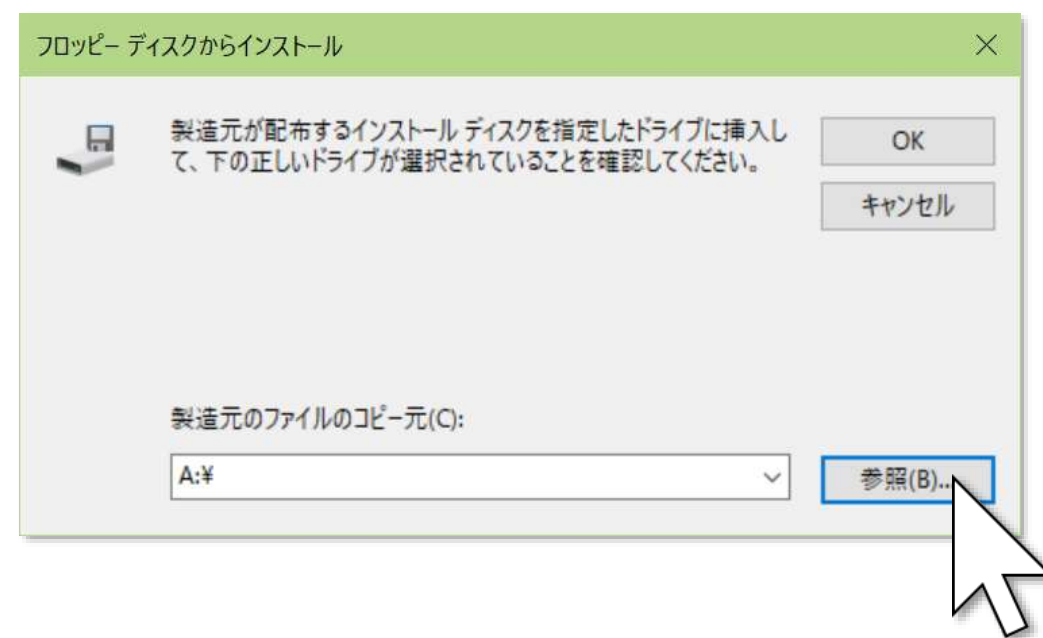 フロッピー ディスクからインストール
製造元が配布するインストール ディスクを指定したドライブに挿入し
て、下の正しいドライブが選択されていることを確認してください。
OK
キャンセル
製造元のファイルのコピー元(C):
A:¥
参照(B)...